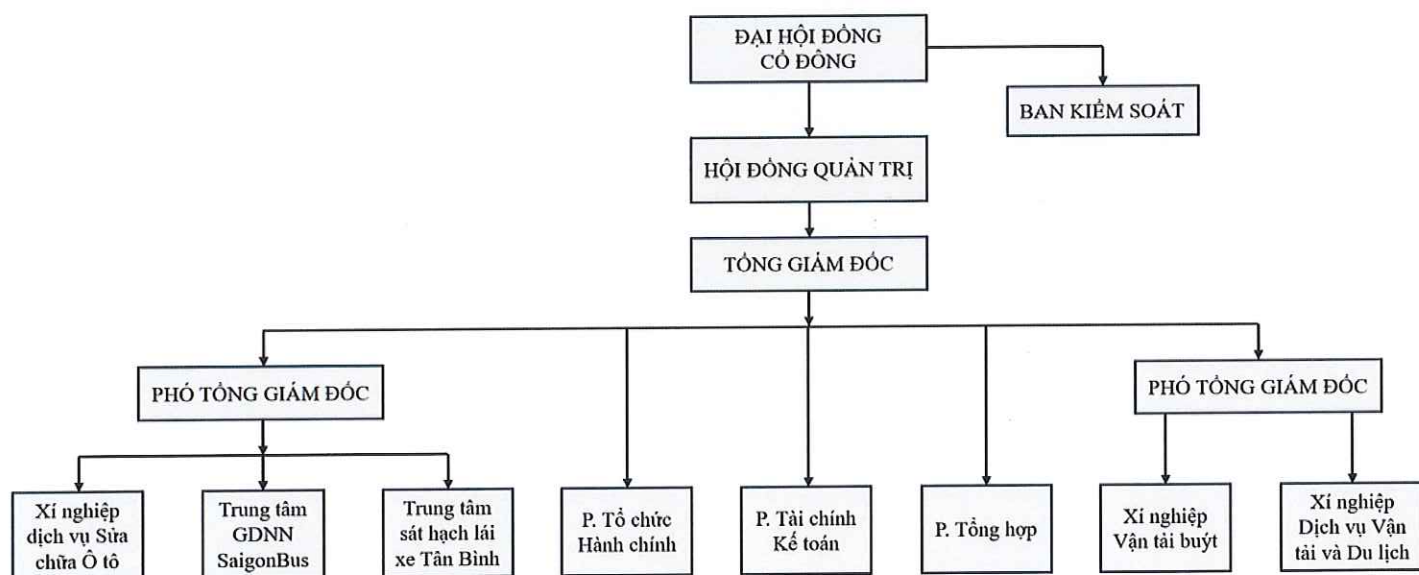 ĐẠI HỘI ĐỒNG
CỔ ĐÔNG
BAN KIỂM SOÁT
HỘI ĐỒNG QUẢN TRỊ
TỔNG GIÁM ĐỐC
PHÓ TỔNG GIÁM ĐỐC
PHÓ TỔNG GIÁM ĐỐC
Xí nghiệp
dịch vụ Sửa
chữa Ô tô
Trung tâm
GDNN
SaigonBus
Trung tâm
sát hạch lái
xe Tân Bình
P. Tổ chức
Hành chính
P. Tài chính
Kế toán
P. Tổng hợp
Xí nghiệp
Vận tải buýt
Xí nghiệp
Dịch vụ Vận
tải và Du lịch